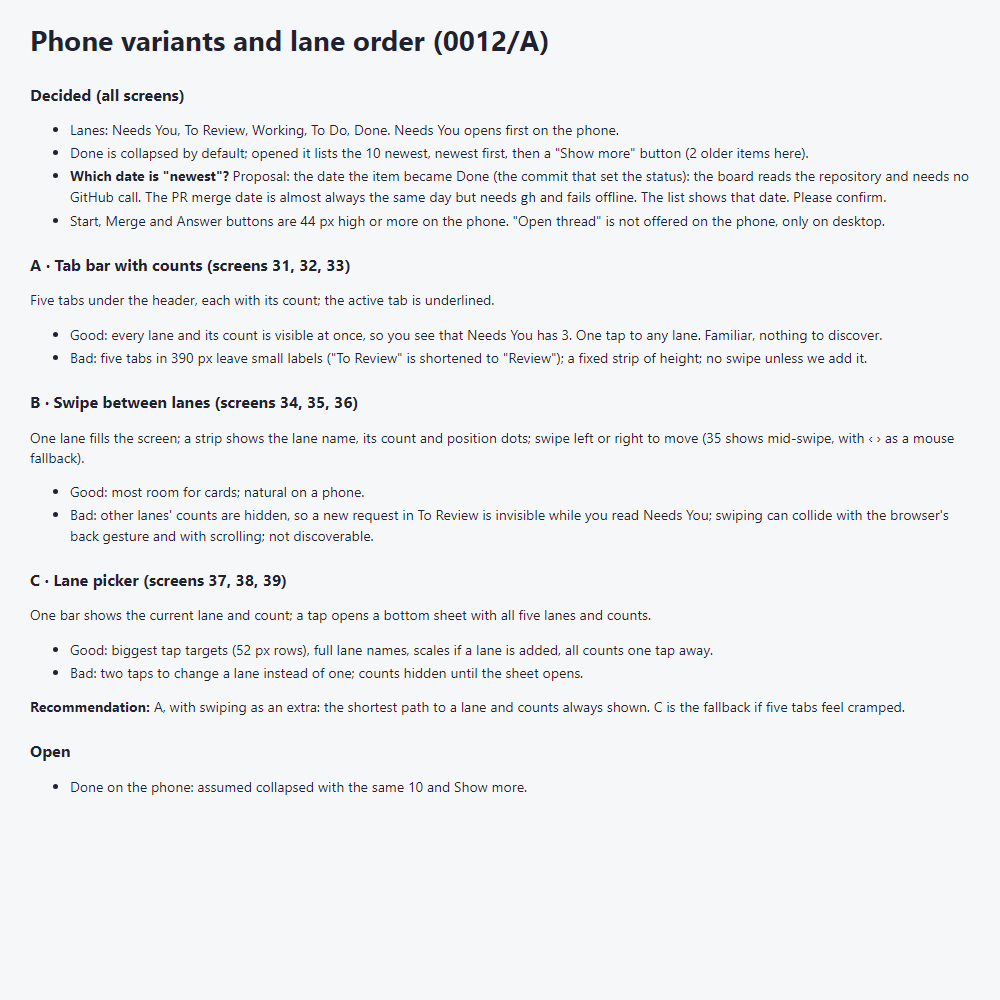 Phone variants and lane order (0012/A)
Decided (all screens)
• Lanes: Needs You, To Review, Working, To Do, Done. Needs You opens first on the phone.
• Done is collapsed by default; opened it lists the 10 newest, newest first, then a "Show more" button (2 older items here).
• Which date is "newest"? Proposal: the date the item became Done (the commit that set the status): the board reads the repository and needs no
GitHub call. The PR merge date is almost always the same day but needs gh and fails offline. The list shows that date. Please confirm.
• Start, Merge and Answer buttons are 44 px high or more on the phone. "Open thread" is not offered on the phone, only on desktop.
A · Tab bar with counts (screens 31, 32, 33)
Five tabs under the header, each with its count; the active tab is underlined.
• Good: every lane and its count is visible at once, so you see that Needs You has 3. One tap to any lane. Familiar, nothing to discover.
• Bad: five tabs in 390 px leave small labels ("To Review" is shortened to "Review"); a fixed strip of height; no swipe unless we add it.
B · Swipe between lanes (screens 34, 35, 36)
One lane fills the screen; a strip shows the lane name, its count and position dots; swipe left or right to move (35 shows mid-swipe, with ‹ › as a mouse
fallback).
• Good: most room for cards; natural on a phone.
• Bad: other lanes' counts are hidden, so a new request in To Review is invisible while you read Needs You; swiping can collide with the browser's
back gesture and with scrolling; not discoverable.
C · Lane picker (screens 37, 38, 39)
One bar shows the current lane and count; a tap opens a bottom sheet with all five lanes and counts.
• Good: biggest tap targets (52 px rows), full lane names, scales if a lane is added, all counts one tap away.
• Bad: two taps to change a lane instead of one; counts hidden until the sheet opens.
Recommendation: A, with swiping as an extra: the shortest path to a lane and counts always shown. C is the fallback if five tabs feel cramped.
Open
• Done on the phone: assumed collapsed with the same 10 and Show more.